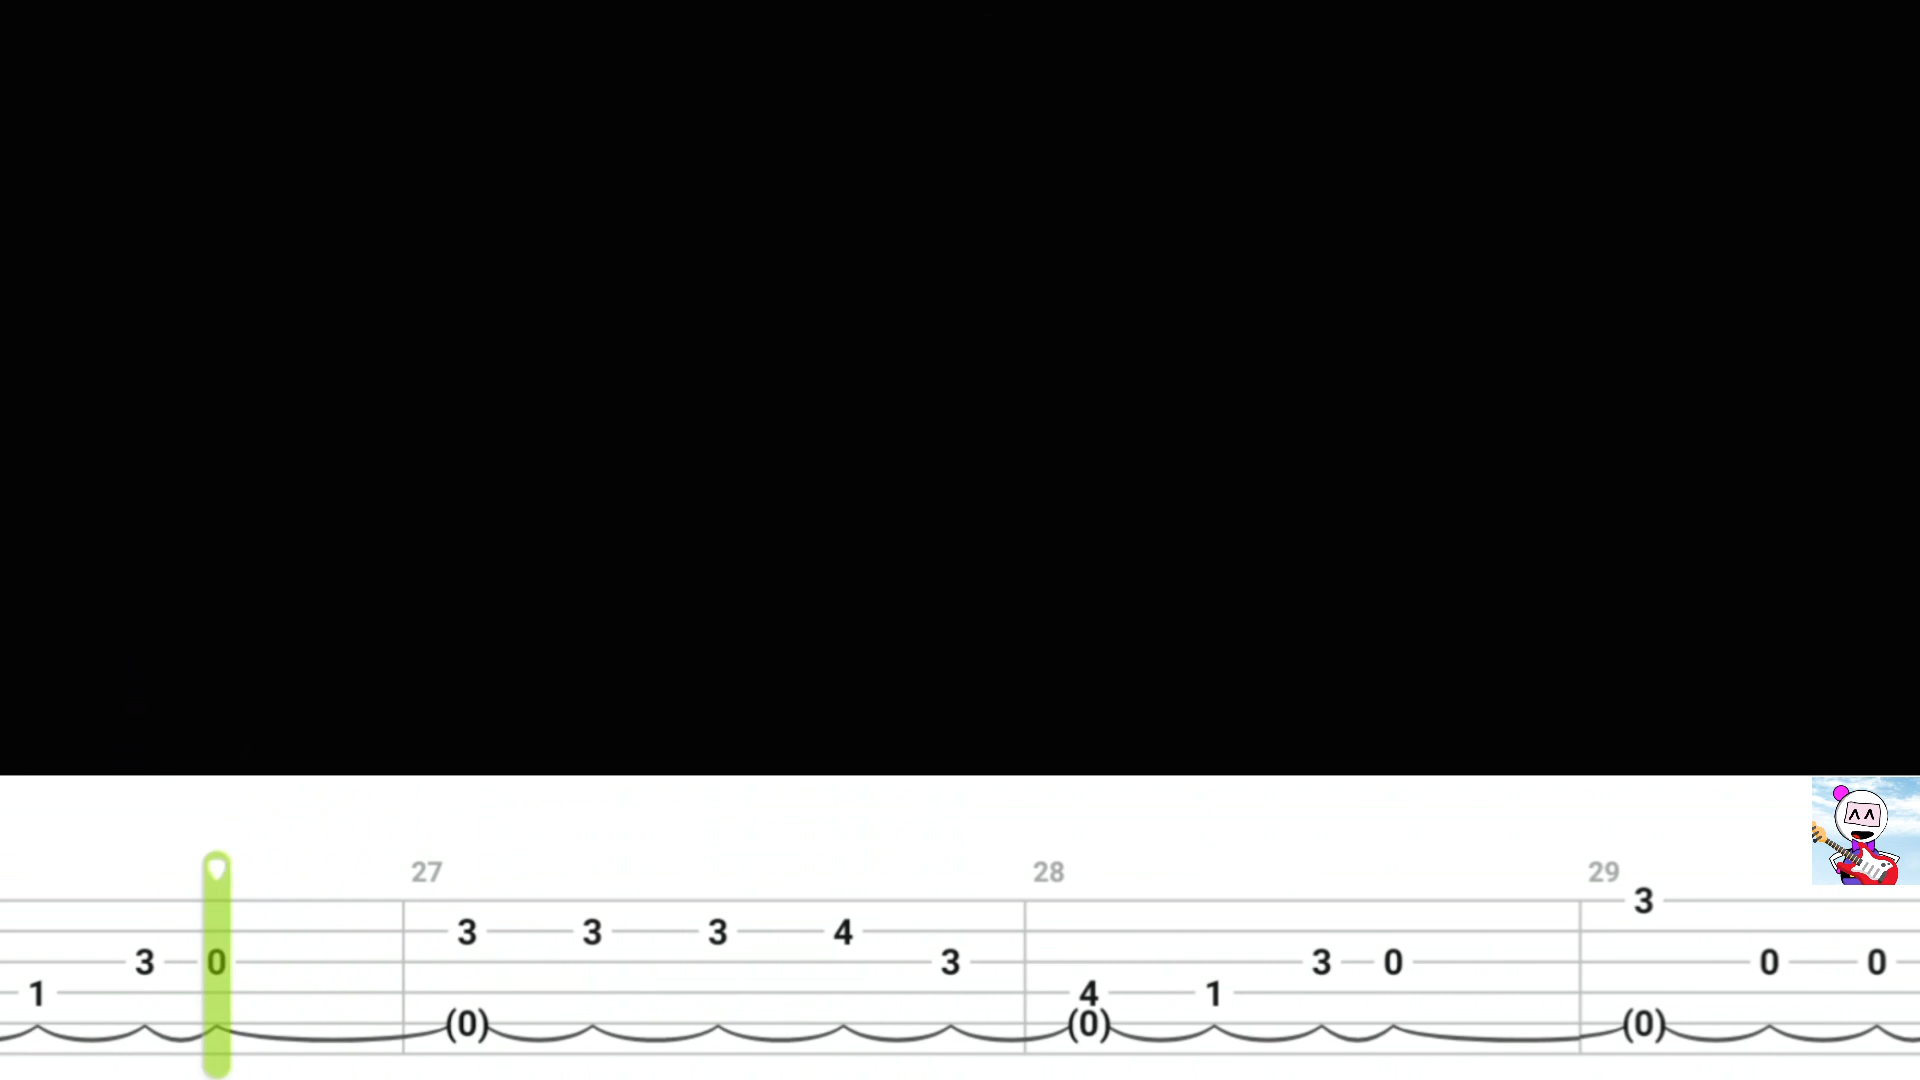 27 28 29
3
3 3 3 4
3 0 3 3 0 0 0
1 4 1
(0) (0) (0)